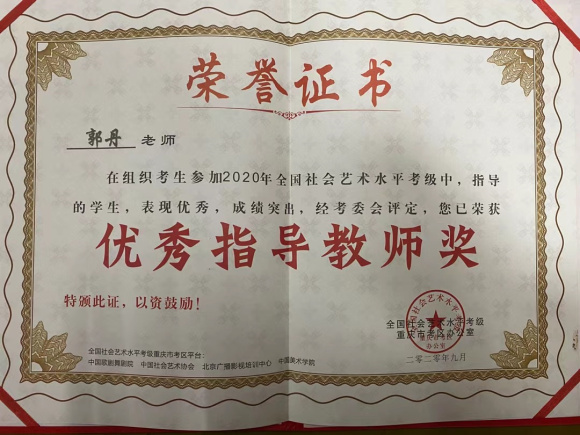 荣誉证书
郭丹 老师
在组织考生参加2020年全国社会艺术水平考级中，指导
的学生，表现优秀，成绩突出，经考委会评定，您已荣获
优秀指导教师奖
特颁此证，以资鼓励！
全国社会艺术水平考级
重庆市考区办公室
二零二零年九月
全国社会艺术水平考级重庆市考区平台：
中国歌剧舞剧院 中国社会艺术协会 北京广播影视培训中心 中国美术学院